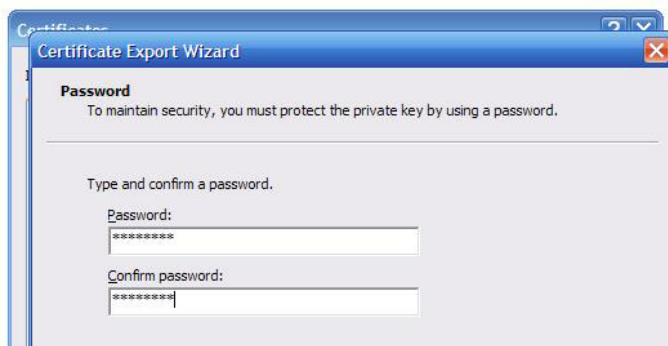 Certificates
Certificate Export Wizard
Password
To maintain security, you must protect the private key by using a password.
Type and confirm a password.
Password:
********
Confirm password:
********